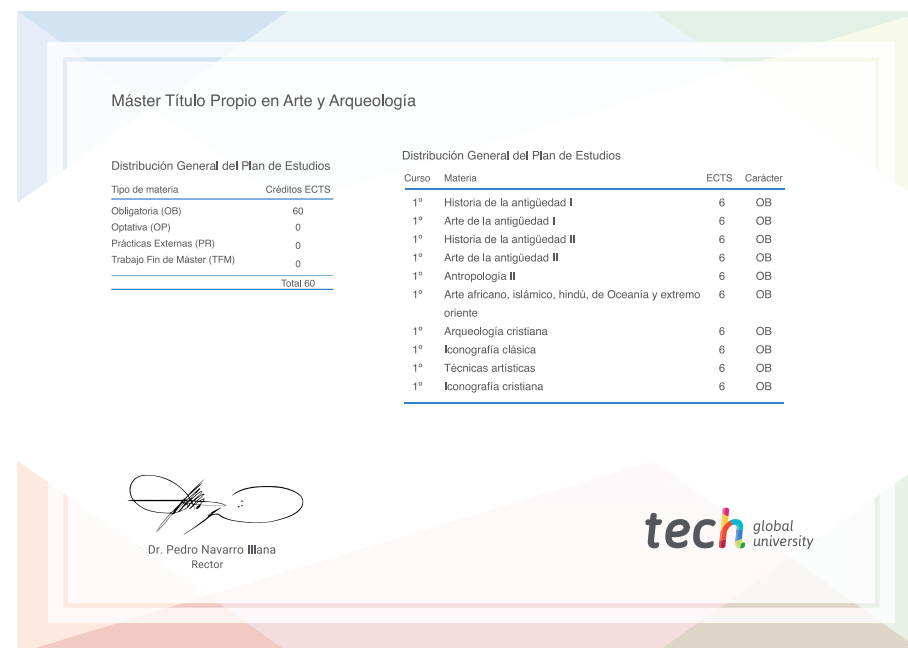 Máster Título Propio en Arte y Arqueología
Distribución General del Plan de Estudios
Tipo de materia Créditos ECTS
Obligatoria (OB) 60
Optativa (OP) 0
Prácticas Externas (PR) 0
Trabajo Fin de Máster (TFM) 0
Total 60
Distribución General del Plan de Estudios
Curso Materia ECTS Carácter
1º Historia de la antigüedad I 6 OB
1º Arte de la antigüedad I 6 OB
1º Historia de la antigüedad II 6 OB
1º Arte de la antigüedad II 6 OB
1º Antropología II 6 OB
1º Arte africano, islámico, hindú, de Oceanía y extremo 6 OB
oriente
1º Arqueología cristiana 6 OB
1º Iconografía clásica 6 OB
1º Técnicas artísticas 6 OB
1º Iconografía cristiana 6 OB
Dr. Pedro Navarro Illana
Rector
tech global
university